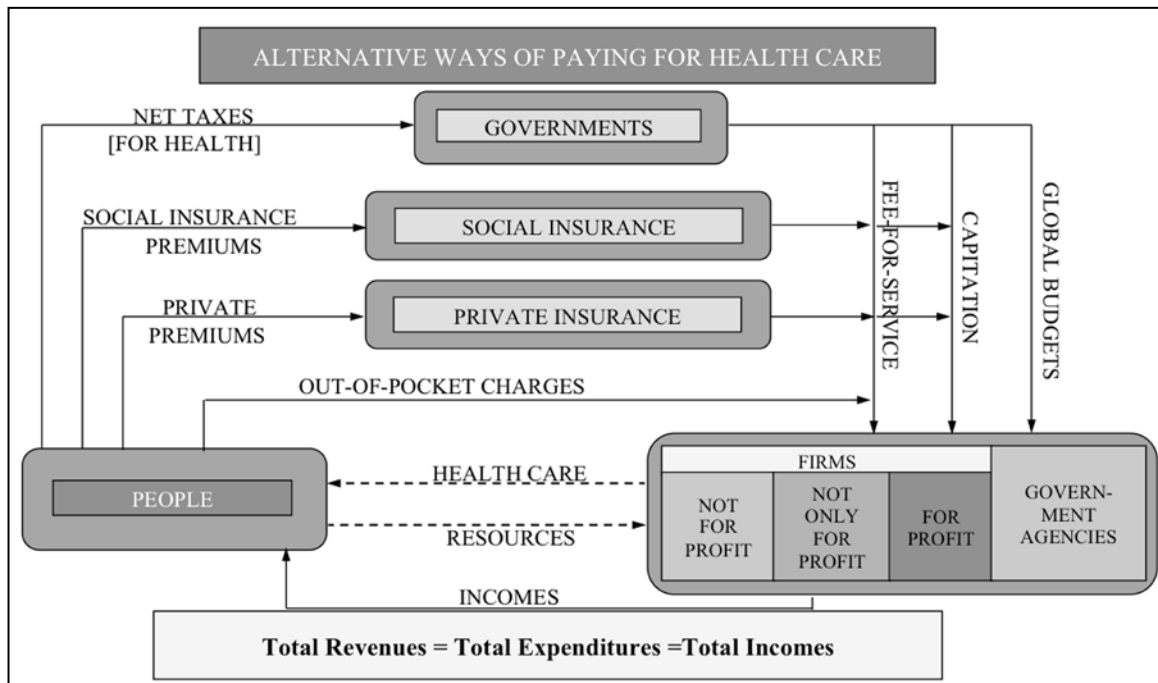 ALTERNATIVE WAYS OF PAYING FOR HEALTH CARE
NET TAXES
[FOR HEALTH]
GOVERNMENTS
SOCIAL INSURANCE
PREMIUMS
SOCIAL INSURANCE
PRIVATE
PREMIUMS
PRIVATE INSURANCE
OUT-OF-POCKET CHARGES
FEE-FOR-SERVICE
CAPITATION
GLOBAL BUDGETS
PEOPLE
HEALTH CARE
RESOURCES
INCOMES
FIRMS
NOT
FOR
PROFIT
NOT
ONLY
FOR
PROFIT
FOR
PROFIT
GOVERN-
MENT
AGENCIES
Total Revenues = Total Expenditures =Total Incomes